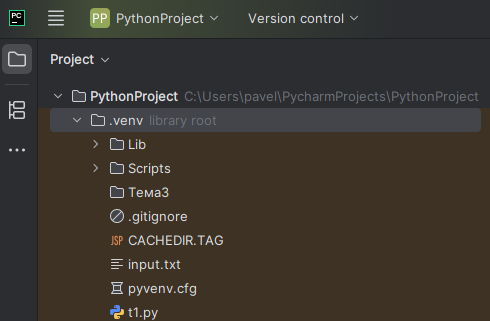 PC PP PythonProject Version control
Project
PythonProject C:\Users\pavel\PycharmProjects\PythonProject
.venv library root
Lib
Scripts
Тема3
.gitignore
JSP CACHEDIR.TAG
input.txt
pyvenv.cfg
t1.py